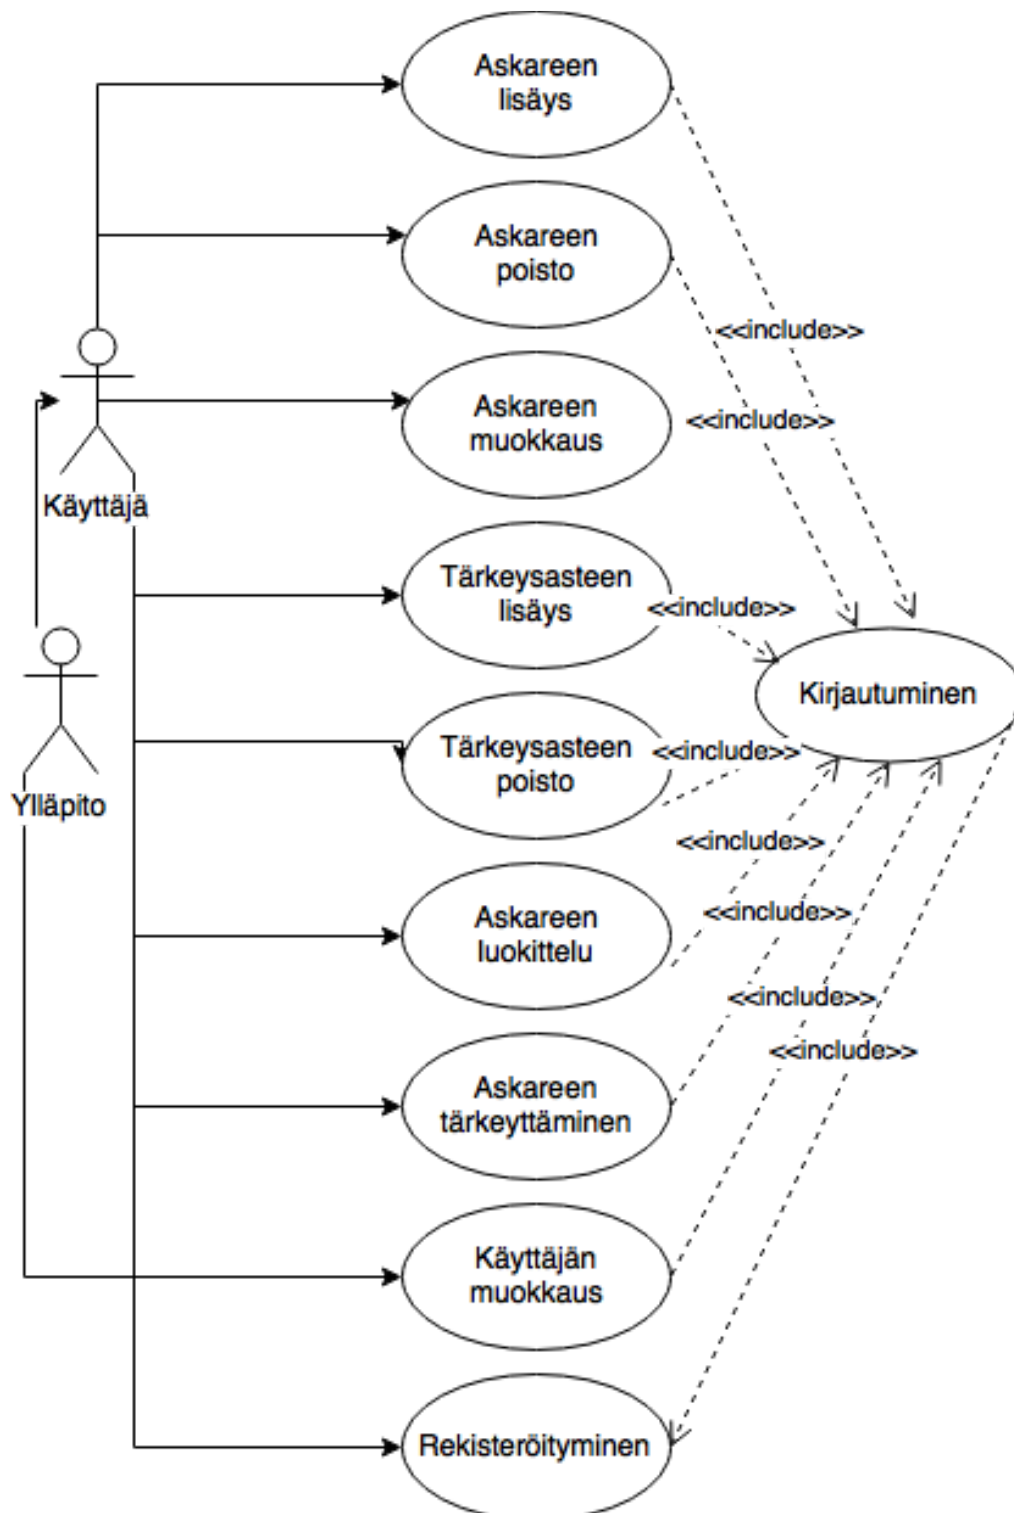 Askareen
lisäys
Askareen
poisto
<<include>>
Askareen
muokkaus
<<include>>
Käyttäjä
Tärkeysasteen
lisäys
<<include>>
Kirjautuminen
Tärkeysasteen
poisto
<<include>>
Ylläpito
<<include>>
Askareen
luokittelu
<<include>>
<<include>>
<<include>>
Askareen
tärkeyttäminen
Käyttäjän
muokkaus
Rekisteröityminen